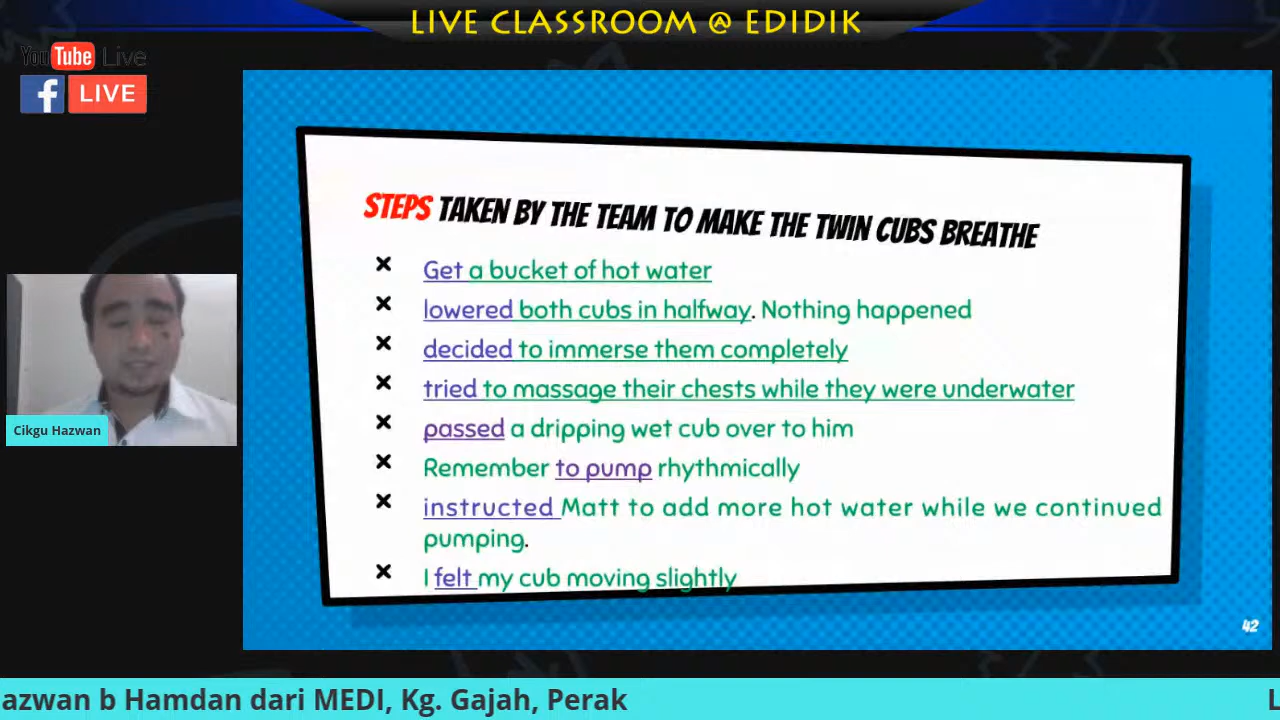 LIVE CLASSROOM @ EDIDIK
YouTube Live
f LIVE
STEPS TAKEN BY THE TEAM TO MAKE THE TWIN CUBS BREATHE
× Get a bucket of hot water
× lowered both cubs in halfway. Nothing happened
× decided to immerse them completely
× tried to massage their chests while they were underwater
× passed a dripping wet cub over to him
× Remember to pump rhythmically
× instructed Matt to add more hot water while we continued
pumping.
× I felt my cub moving slightly
Cikgu Hazwan
42
azwan b Hamdan dari MEDI, Kg. Gajah, Perak
L